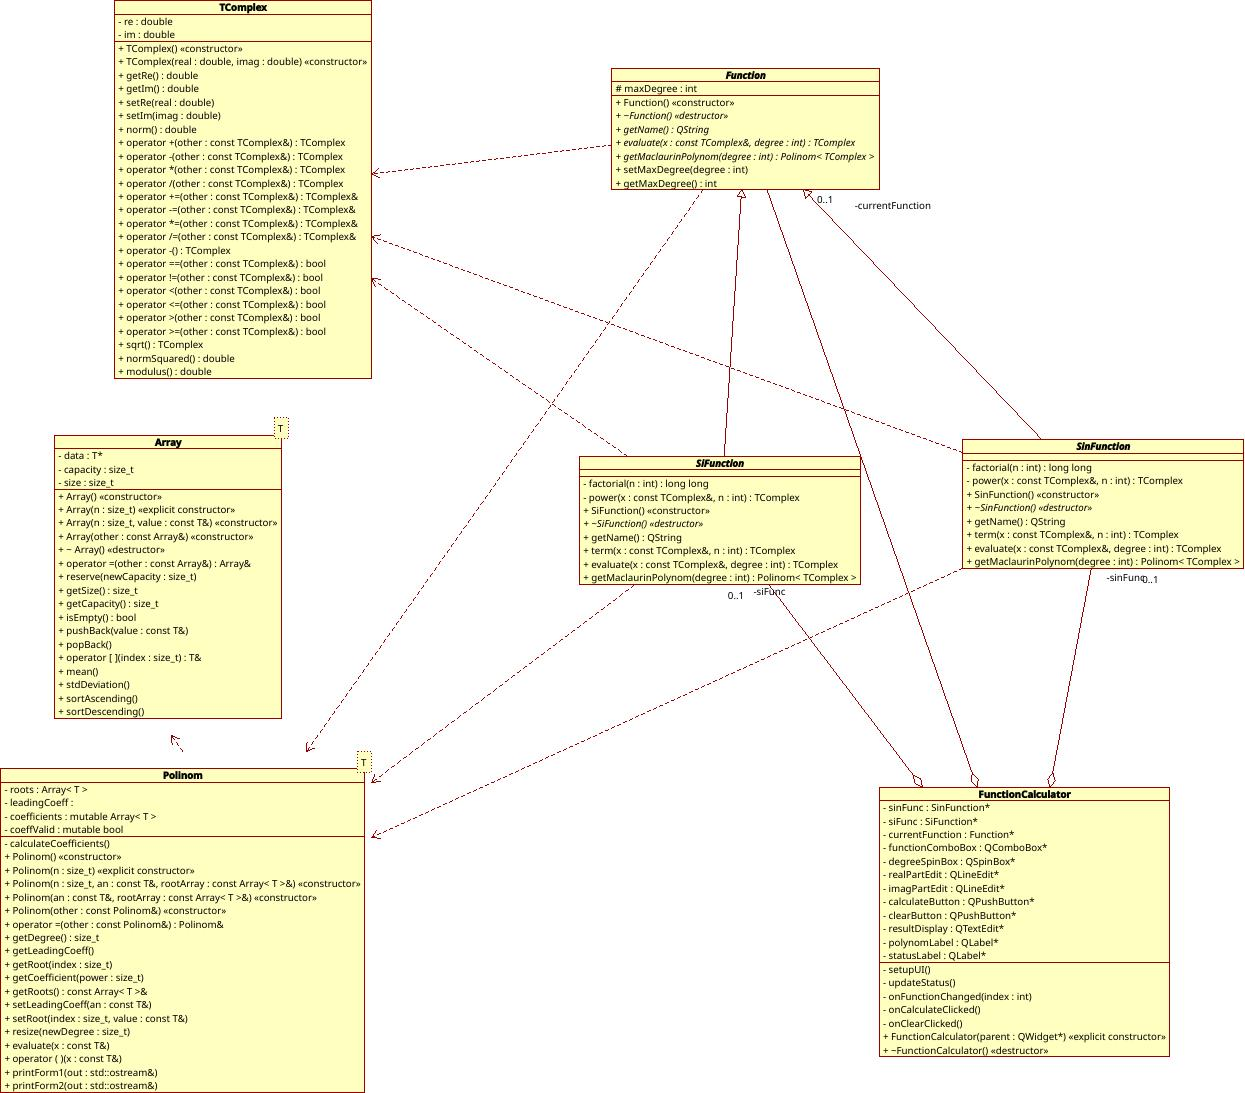 TComplex
- re : double
- im : double
+ TComplex() «constructor»
+ TComplex(real : double, imag : double) «constructor»
+ getRe() : double
+ getIm() : double
+ setRe(real : double)
+ setIm(imag : double)
+ norm() : double
+ operator +(other : const TComplex&) : TComplex
+ operator -(other : const TComplex&) : TComplex
+ operator *(other : const TComplex&) : TComplex
+ operator /(other : const TComplex&) : TComplex
+ operator +=(other : const TComplex&) : TComplex&
+ operator -=(other : const TComplex&) : TComplex&
+ operator *=(other : const TComplex&) : TComplex&
+ operator /=(other : const TComplex&) : TComplex&
+ operator -() : TComplex
+ operator ==(other : const TComplex&) : bool
+ operator !=(other : const TComplex&) : bool
+ operator <(other : const TComplex&) : bool
+ operator <=(other : const TComplex&) : bool
+ operator >(other : const TComplex&) : bool
+ operator >=(other : const TComplex&) : bool
+ sqrt() : TComplex
+ normSquared() : double
+ modulus() : double
Function
# maxDegree : int
+ Function() «constructor»
+ ~Function() «destructor»
+ getName() : QString
+ evaluate(x : const TComplex&, degree : int) : TComplex
+ getMaclaurinPolynom(degree : int) : Polinom< TComplex >
+ setMaxDegree(degree : int)
+ getMaxDegree() : int
0..1
-currentFunction
T
Array
- data : T*
- capacity : size_t
- size : size_t
+ Array() «constructor»
+ Array(n : size_t) «explicit constructor»
+ Array(n : size_t, value : const T&) «constructor»
+ Array(other : const Array&) «constructor»
+ ~ Array() «destructor»
+ operator =(other : const Array&) : Array&
+ reserve(newCapacity : size_t)
+ getSize() : size_t
+ getCapacity() : size_t
+ isEmpty() : bool
+ pushBack(value : const T&)
+ popBack()
+ operator [ ](index : size_t) : T&
+ mean()
+ stdDeviation()
+ sortAscending()
+ sortDescending()
SiFunction
- factorial(n : int) : long long
- power(x : const TComplex&, n : int) : TComplex
+ SiFunction() «constructor»
+ ~SiFunction() «destructor»
+ getName() : QString
+ term(x : const TComplex&, n : int) : TComplex
+ evaluate(x : const TComplex&, degree : int) : TComplex
+ getMaclaurinPolynom(degree : int) : Polinom< TComplex >
0..1
-siFunc
SinFunction
- factorial(n : int) : long long
- power(x : const TComplex&, n : int) : TComplex
+ SinFunction() «constructor»
+ ~SinFunction() «destructor»
+ getName() : QString
+ term(x : const TComplex&, n : int) : TComplex
+ evaluate(x : const TComplex&, degree : int) : TComplex
+ getMaclaurinPolynom(degree : int) : Polinom< TComplex >
-sinFunc
0..1
T
Polinom
- roots : Array< T >
- leadingCoeff :
- coefficients : mutable Array< T >
- coeffValid : mutable bool
- calculateCoefficients()
+ Polinom() «constructor»
+ Polinom(n : size_t) «explicit constructor»
+ Polinom(n : size_t, an : const T&, rootArray : const Array< T >&) «constructor»
+ Polinom(an : const T&, rootArray : const Array< T >&) «constructor»
+ Polinom(other : const Polinom&) «constructor»
+ operator =(other : const Polinom&) : Polinom&
+ getDegree() : size_t
+ getLeadingCoeff()
+ getRoot(index : size_t)
+ getCoefficient(power : size_t)
+ getRoots() : const Array< T >&
+ setLeadingCoeff(an : const T&)
+ setRoot(index : size_t, value : const T&)
+ resize(newDegree : size_t)
+ evaluate(x : const T&)
+ operator ( )(x : const T&)
+ printForm1(out : std::ostream&)
+ printForm2(out : std::ostream&)
FunctionCalculator
- sinFunc : SinFunction*
- siFunc : SiFunction*
- currentFunction : Function*
- functionComboBox : QComboBox*
- degreeSpinBox : QSpinBox*
- realPartEdit : QLineEdit*
- imagPartEdit : QLineEdit*
- calculateButton : QPushButton*
- clearButton : QPushButton*
- resultDisplay : QTextEdit*
- polynomLabel : QLabel*
- statusLabel : QLabel*
- setupUI()
- updateStatus()
- onFunctionChanged(index : int)
- onCalculateClicked()
- onClearClicked()
+ FunctionCalculator(parent : QWidget*) «explicit constructor»
+ ~FunctionCalculator() «destructor»